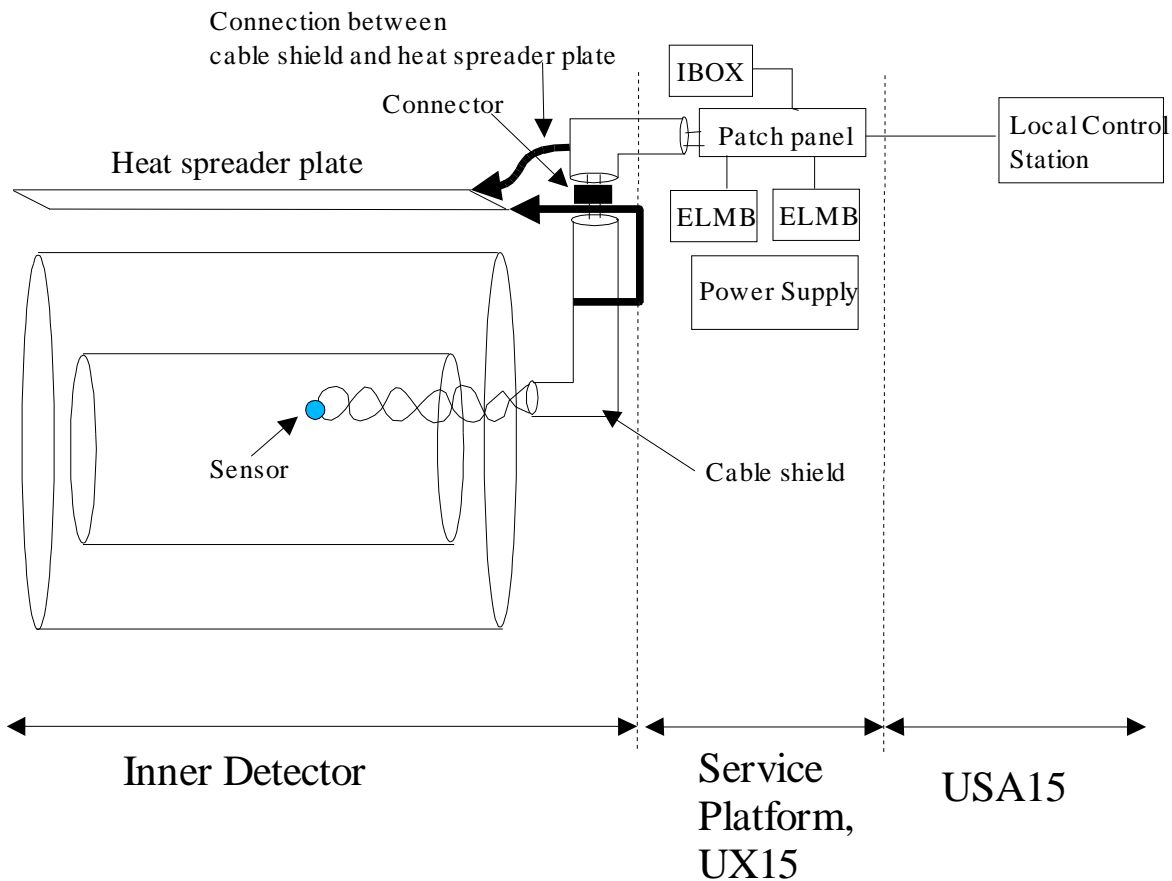 Connection between
cable shield and heat spreader plate
IBOX
Connector
Patch panel
Local Control
Station
Heat spreader plate
ELMB
ELMB
Power Supply
Sensor
Cable shield
Inner Detector
Service
Platform,
UX15
USA15